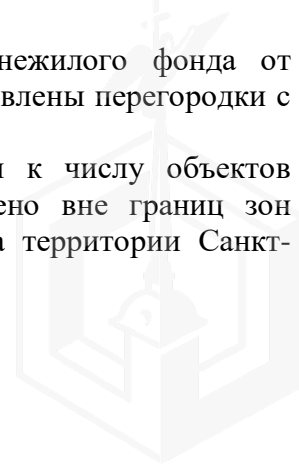 нежилого фонда от
влены перегородки с
к числу объектов
ено вне границ зон
территории Санкт-